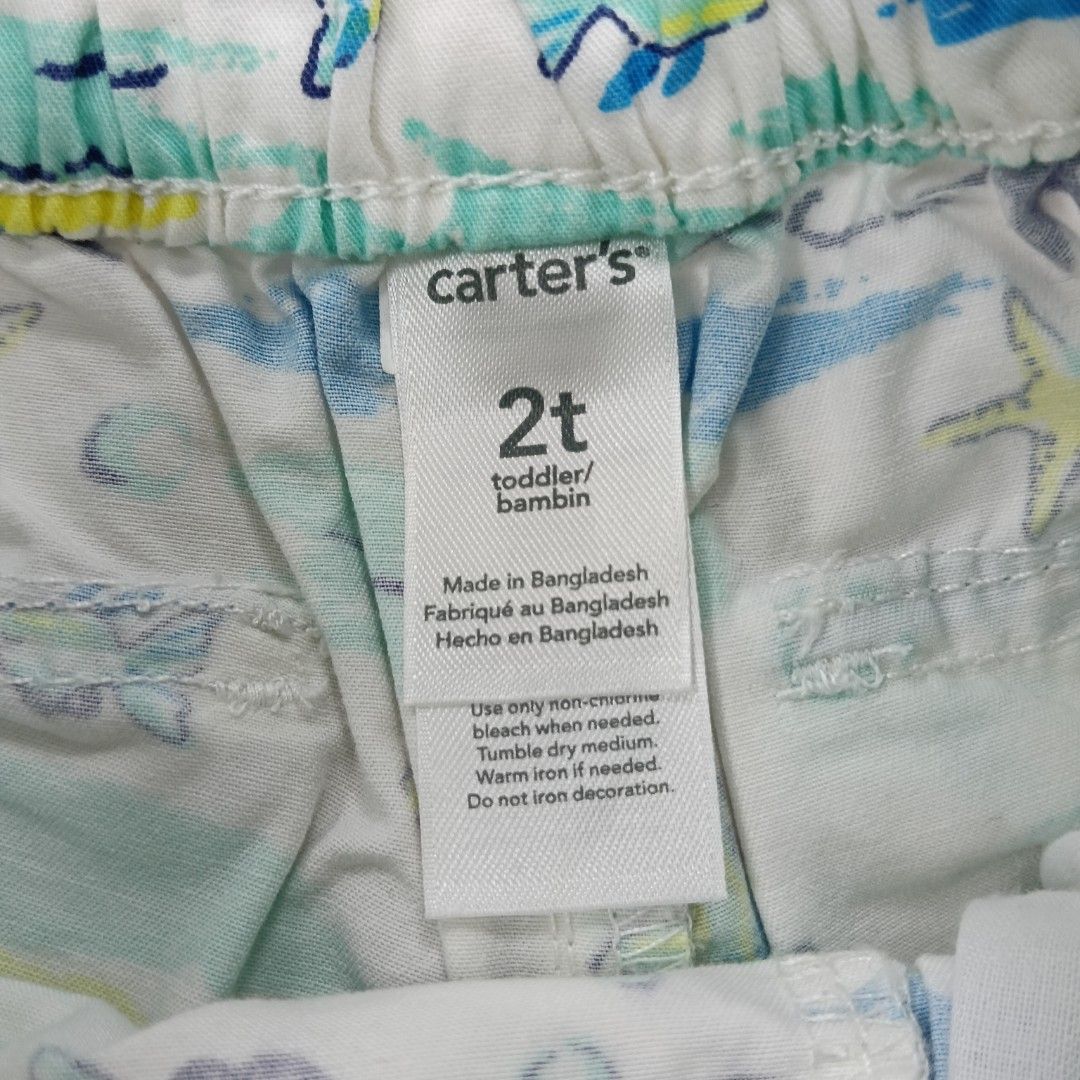 carter's®
2t
toddler/
bambin
Made in Bangladesh
Fabriqué au Bangladesh
Hecho en Bangladesh
Use only non-chlorine
bleach when needed.
Tumble dry medium.
Warm iron if needed.
Do not iron decoration.